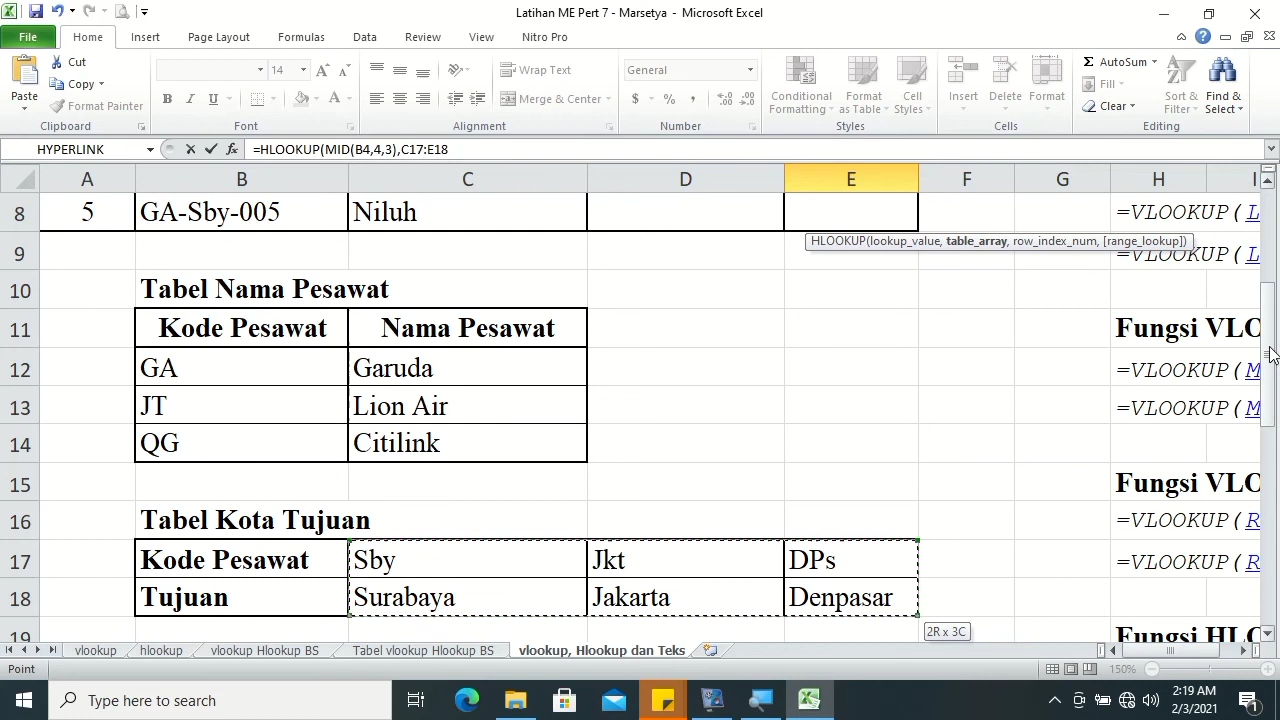 Latihan ME Pert 7 - Marsetya - Microsoft Excel
File Home Insert Page Layout Formulas Data Review View Nitro Pro
Paste
Cut
Copy
Format Painter
Clipboard
14
A A
B I U
A
Font
Wrap Text
Merge & Center
Alignment
General
$ % ,
Number
Conditional Formatting
Format as Table
Cell Styles
Styles
Insert Delete Format
Cells
Σ AutoSum
Fill
Clear
Sort & Filter
Find & Select
Editing
HYPERLINK fx =HLOOKUP(MID(B4,4,3),C17:E18
A B C D E F G H I
8 5 GA-Sby-005 Niluh =VLOOKUP ( L
HLOOKUP(lookup_value, table_array, row_index_num, [range_lookup])
9 =VLOOKUP ( L
10 Tabel Nama Pesawat
11 Kode Pesawat Nama Pesawat Fungsi VLO
12 GA Garuda =VLOOKUP ( M
13 JT Lion Air =VLOOKUP ( M
14 QG Citilink
15 Fungsi VLO
16 Tabel Kota Tujuan =VLOOKUP ( R
17 Kode Pesawat Sby Jkt DPs =VLOOKUP ( R
18 Tujuan Surabaya Jakarta Denpasar
2R x 3C
19 Fungsi HLO
vlookup hlookup vlookup Hlookup BS Tabel vlookup Hlookup BS vlookup, Hlookup dan Teks
Point 150%
Type here to search
2:19 AM
2/3/2021
1